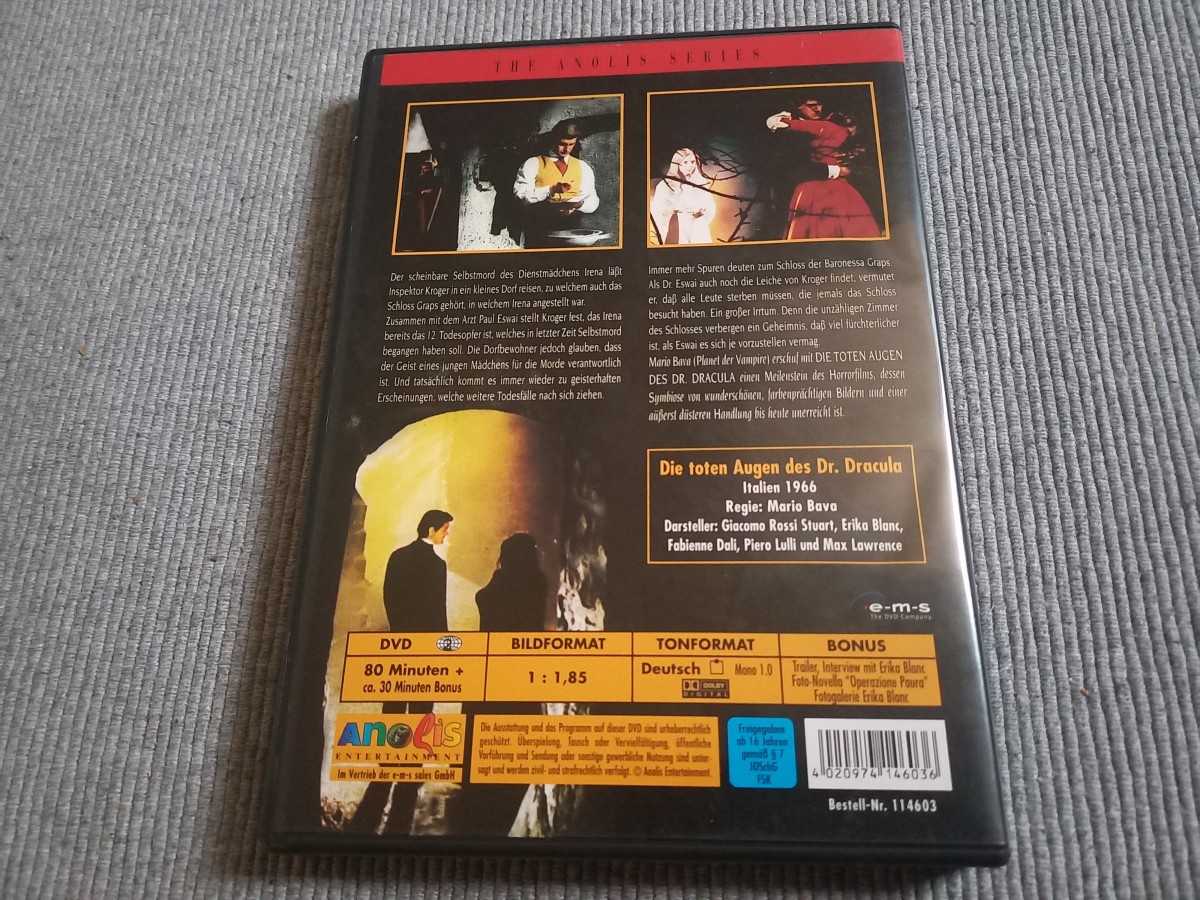 THE ANOLIS SERIES
Der scheinbare Selbstmord des Dienstmädchens Irena läßt
Inspektor Kroger in ein kleines Dorf reisen, zu welchem auch das
Schloss Graps gehört, in welchem Irena angestellt war.
Zusammen mit dem Arzt Paul Eswai stellt Kroger fest, das Irena
bereits das 12. Todesopfer ist, welches in letzter Zeit Selbstmord
begangen haben soll. Die Dorfbewohner jedoch glauben, dass
der Geist eines jungen Mädchens für die Morde verantwortlich
ist. Und tatsächlich kommt es immer wieder zu geisterhaften
Erscheinungen, welche weitere Todesfälle nach sich ziehen.
Immer mehr Spuren deuten zum Schloss der Baronessa Graps.
Als Dr. Eswai auch noch die Leiche von Kroger findet, vermutet
er, daß alle Leute sterben müssen, die jemals das Schloss
besucht haben. Ein großer Irrtum. Denn die unzähligen Zimmer
des Schlosses verbergen ein Geheimnis, daß viel fürchterlicher
ist, als Eswai es sich je vorzustellen vermag.
Mario Bava (Planet der Vampire) erschuf mit DIE TOTEN AUGEN
DES DR. DRACULA einen Meilenstein des Horrorfilms, dessen
Symbiose von wunderschönen, farbenprächtigen Bildern und einer
äußerst düsteren Handlung bis heute unerreicht ist.
Die toten Augen des Dr. Dracula
Italien 1966
Regie: Mario Bava
Darsteller: Giacomo Rossi Stuart, Erika Blanc,
Fabienne Dali, Piero Lulli und Max Lawrence
e-m-s
The DVD-Company
DVD 2
80 Minuten +
ca. 30 Minuten Bonus
BILDFORMAT
1 : 1,85
TONFORMAT
Deutsch Mono 1.0
DOLBY
DIGITAL
BONUS
Trailer, Interview mit Erika Blanc
Foto-Novella "Operazione Paura"
Fotogalerie Erika Blanc
anolis
ENTERTAINMENT
Im Vertrieb der e-m-s sales GmbH
Die Ausstattung und das Programm auf dieser DVD sind urheberrechtlich
geschützt. Überspielung, Tausch oder Vervielfältigung, öffentliche
Vorführung und Sendung oder sonstige gewerbliche Nutzung sind unter-
sagt und werden zivil- und strafrechtlich verfolgt. © Anolis Entertainment.
Freigegeben
ab 16 Jahren
gemäß § 7
JÖSchG
FSK
4 020974 146036
Bestell-Nr. 114603